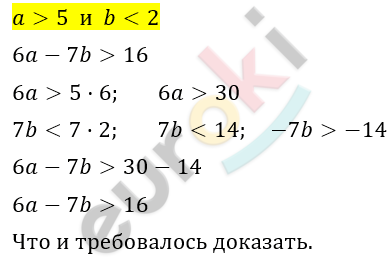 a > 5 и b < 2
6a − 7b > 16
6a > 5 · 6; 6a > 30
7b < 7 · 2; 7b < 14; −7b > −14
6a − 7b > 30 − 14
6a − 7b > 16
Что и требовалось доказать.
euroki